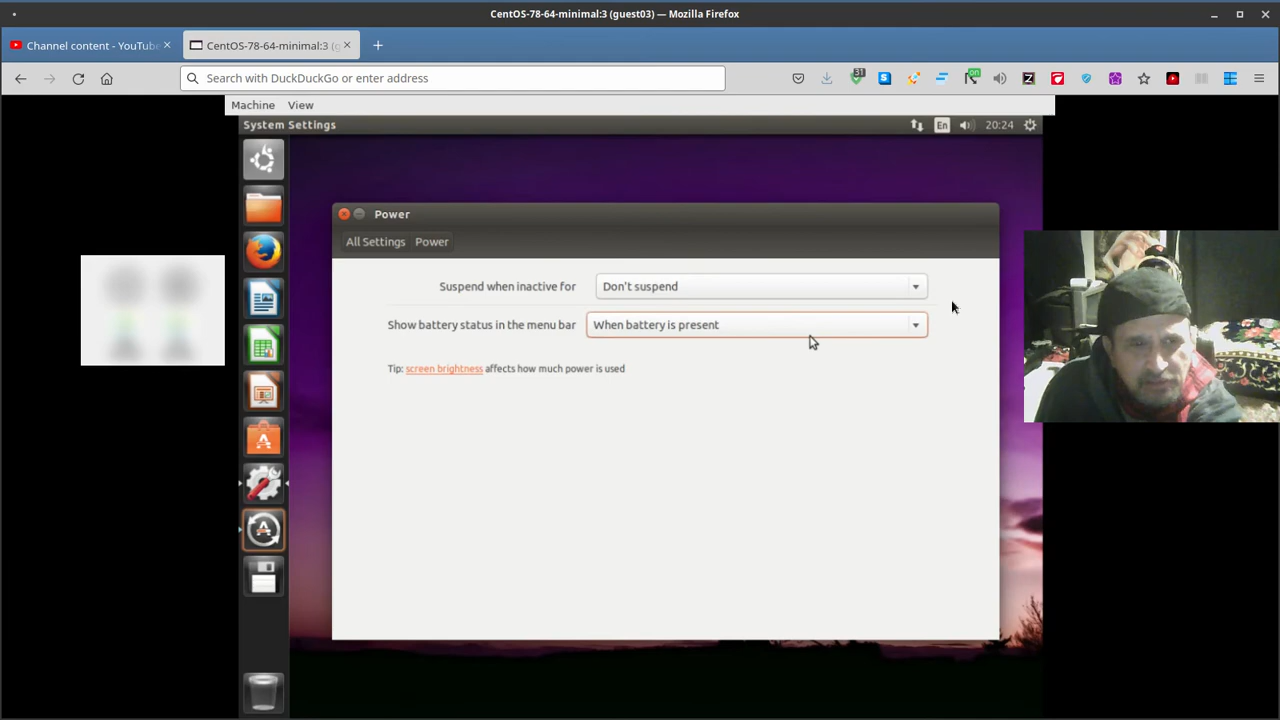 CentOS-78-64-minimal:3 (guest03) — Mozilla Firefox
Channel content - YouTube
CentOS-78-64-minimal:3 (g
Search with DuckDuckGo or enter address
31
on
Machine View
System Settings
En
20:24
Power
All Settings Power
Suspend when inactive for Don't suspend
Show battery status in the menu bar When battery is present
Tip: screen brightness affects how much power is used